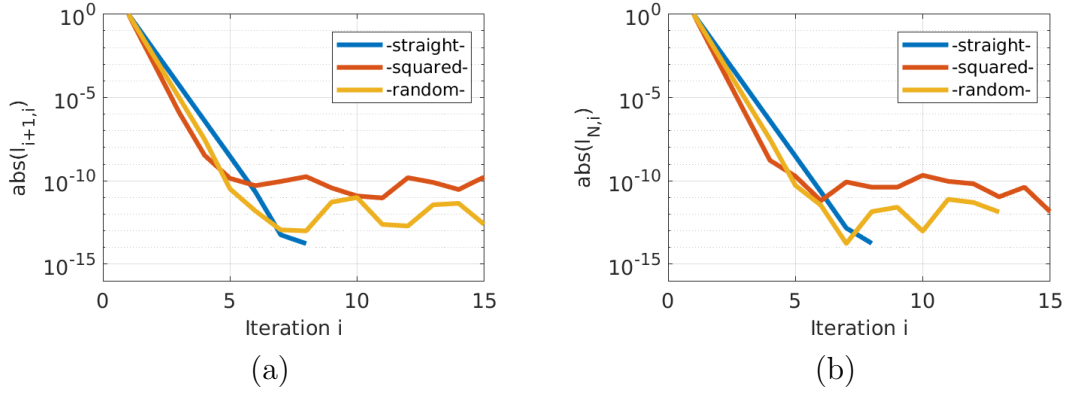 10^0
10^-5
10^-10
10^-15
abs(l_{i+1,i})
0 5 10 15
Iteration i
-straight-
-squared-
-random-
(a)
10^0
10^-5
10^-10
10^-15
abs(l_{N,i})
0 5 10 15
Iteration i
-straight-
-squared-
-random-
(b)